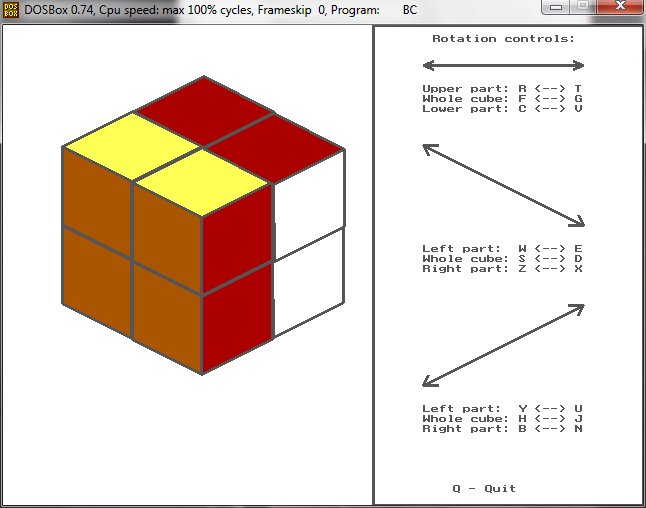 DOS BOX
DOSBox 0.74, Cpu speed: max 100% cycles, Frameskip 0, Program: BC
Rotation controls:
Upper part: R <--> T
Whole cube: F <--> G
Lower part: C <--> V
Left part: W <--> E
Whole cube: S <--> D
Right part: Z <--> X
Left part: Y <--> U
Whole cube: H <--> J
Right part: B <--> N
Q - Quit